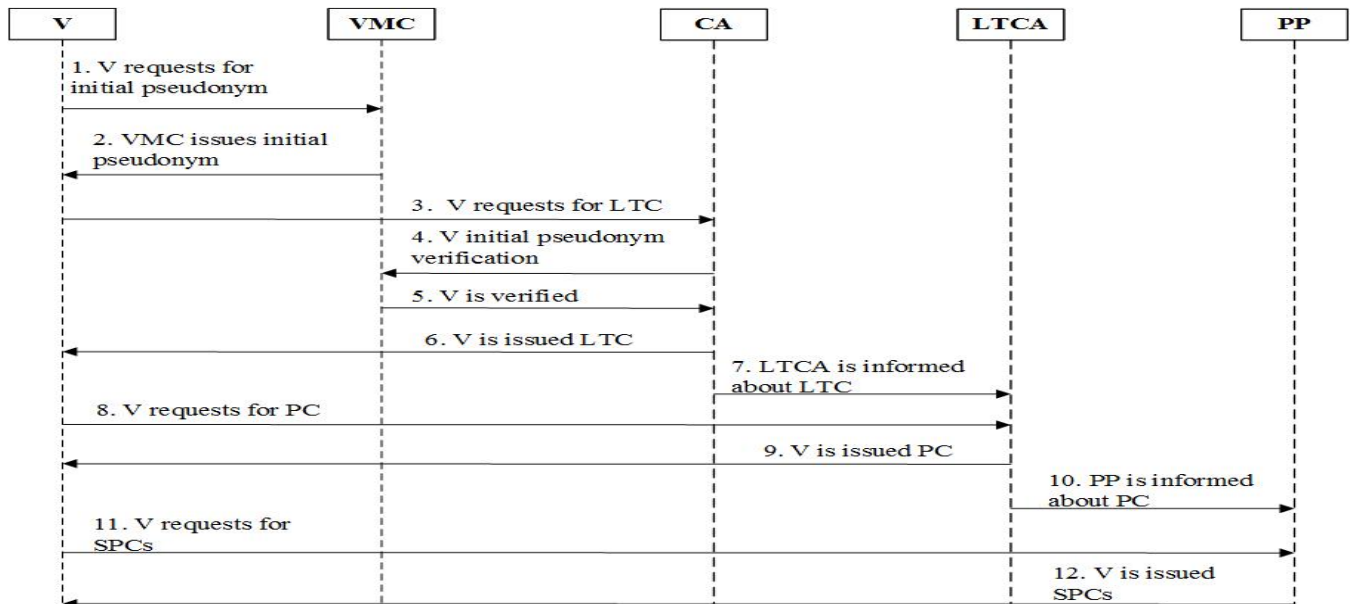 V
VMC
CA
LTCA
PP
1. V requests for
initial pseudonym
2. VMC issues initial
pseudonym
3. V requests for LTC
4. V initial pseudonym
verification
5. V is verified
6. V is issued LTC
7. LTCA is informed
about LTC
8. V requests for PC
9. V is issued PC
10. PP is informed
about PC
11. V requests for
SPCs
12. V is issued
SPCs